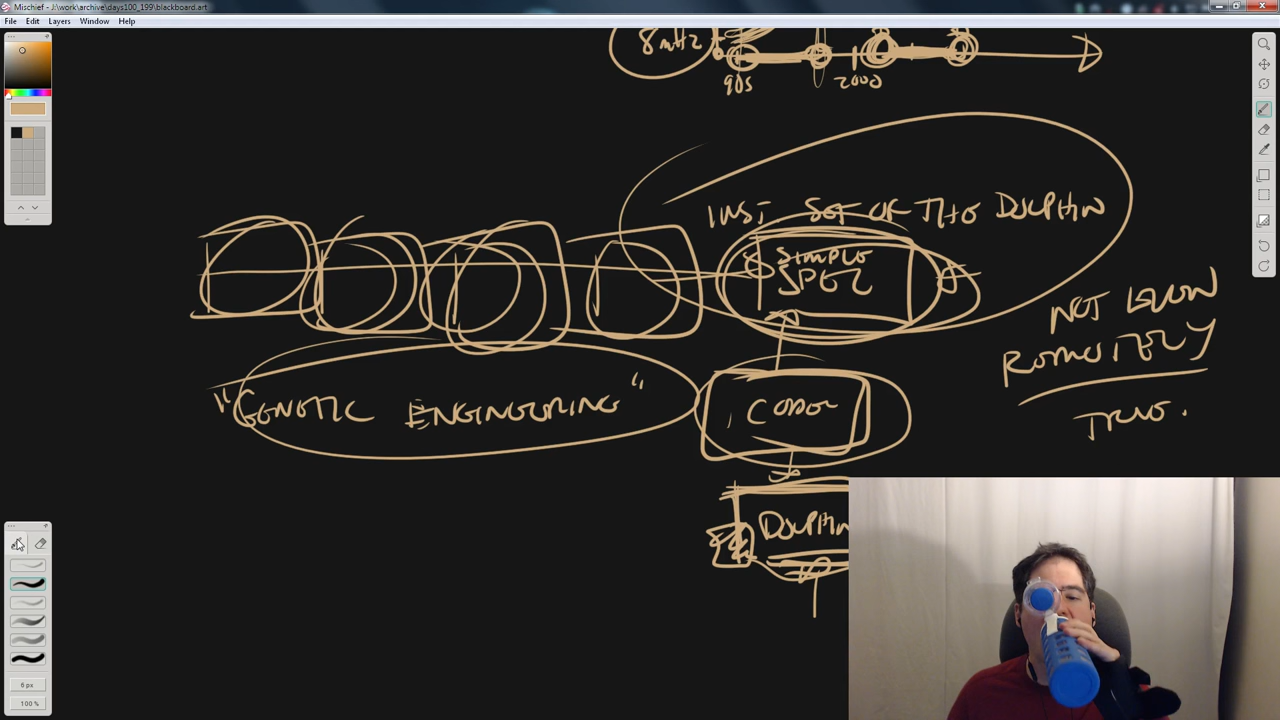 Mischief - J:\work\archive\days100_199\blackboard.art
File Edit Layers Window Help
8mHz
90s 2000
INST SET OF THE DOLPHIN
SIMPLE
SPEC
NOT EVEN
REMOTELY
TRUE.
"GENETIC ENGINEERING"
CODE
DOLPHIN
6 px
100 %